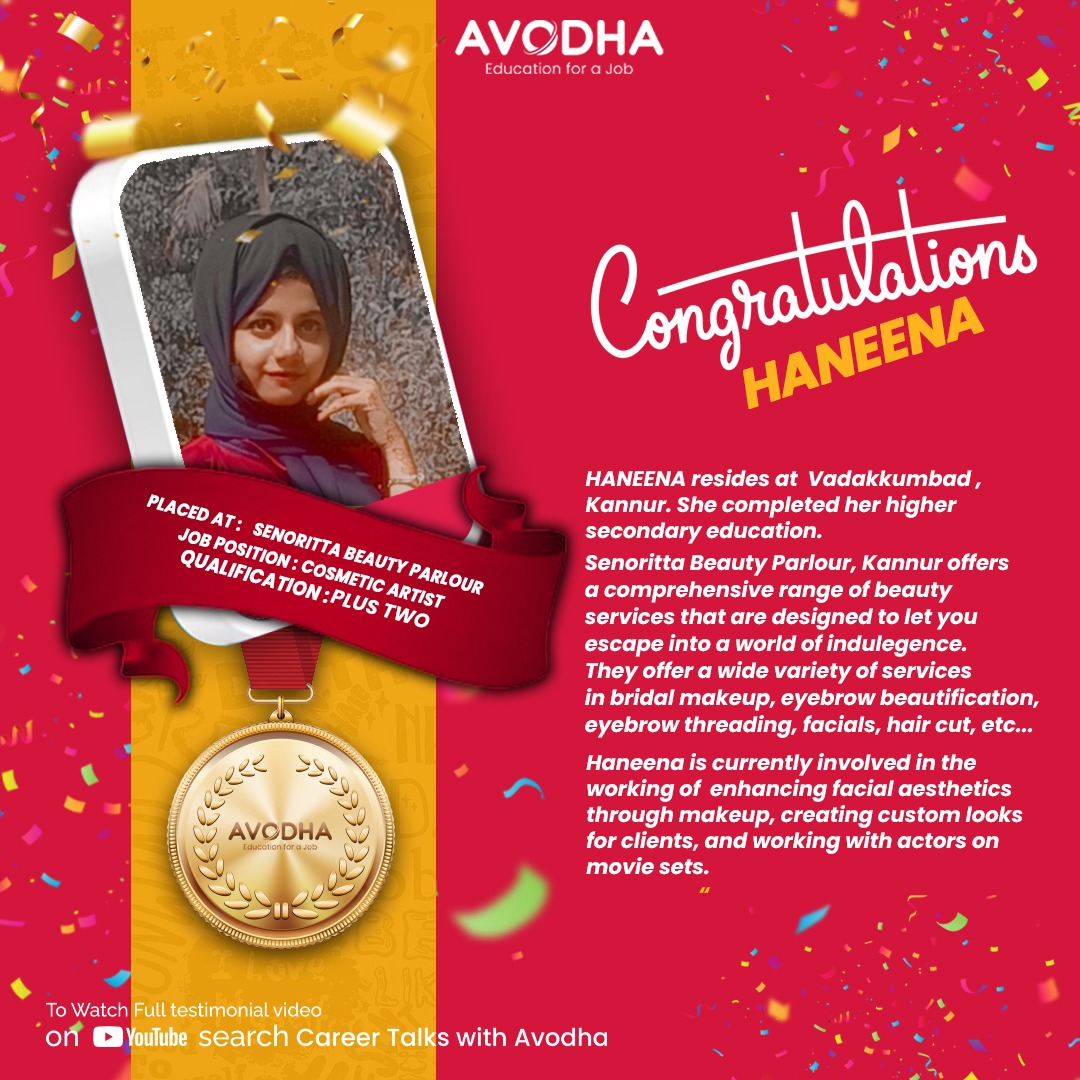 AVODHA
Education for a Job
Congratulations
HANEENA
PLACED AT : SENORITTA BEAUTY PARLOUR
JOB POSITION : COSMETIC ARTIST
QUALIFICATION : PLUS TWO
HANEENA resides at Vadakkumbad ,
Kannur. She completed her higher
secondary education.
Senoritta Beauty Parlour, Kannur offers
a comprehensive range of beauty
services that are designed to let you
escape into a world of indulegence.
They offer a wide variety of services
in bridal makeup, eyebrow beautification,
eyebrow threading, facials, hair cut, etc...
Haneena is currently involved in the
working of enhancing facial aesthetics
through makeup, creating custom looks
for clients, and working with actors on
movie sets.
“
AVODHA
Education for a Job
To Watch Full testimonial video
on YouTube search Career Talks with Avodha